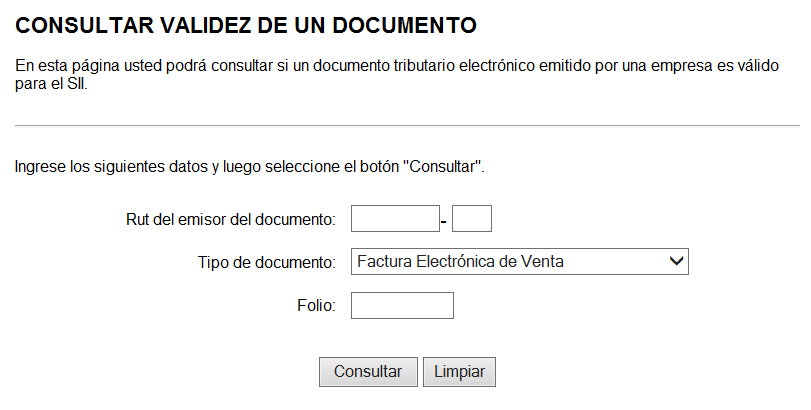 CONSULTAR VALIDEZ DE UN DOCUMENTO
En esta página usted podrá consultar si un documento tributario electrónico emitido por una empresa es válido
para el SII.
Ingrese los siguientes datos y luego seleccione el botón "Consultar".
Rut del emisor del documento: -
Tipo de documento: Factura Electrónica de Venta
Folio:
Consultar Limpiar